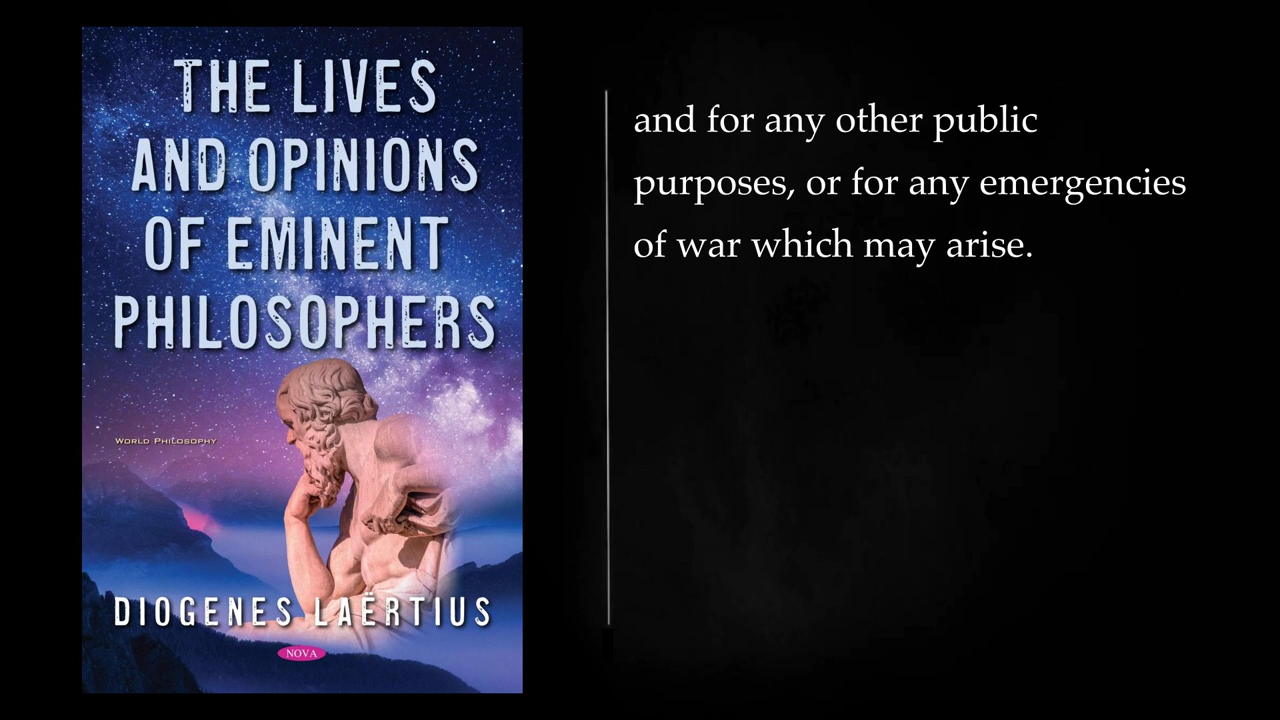 THE LIVES
AND OPINIONS
OF EMINENT
PHILOSOPHERS
WORLD PHILOSOPHY
DIOGENES LAËRTIUS
NOVA
and for any other public
purposes, or for any emergencies
of war which may arise.